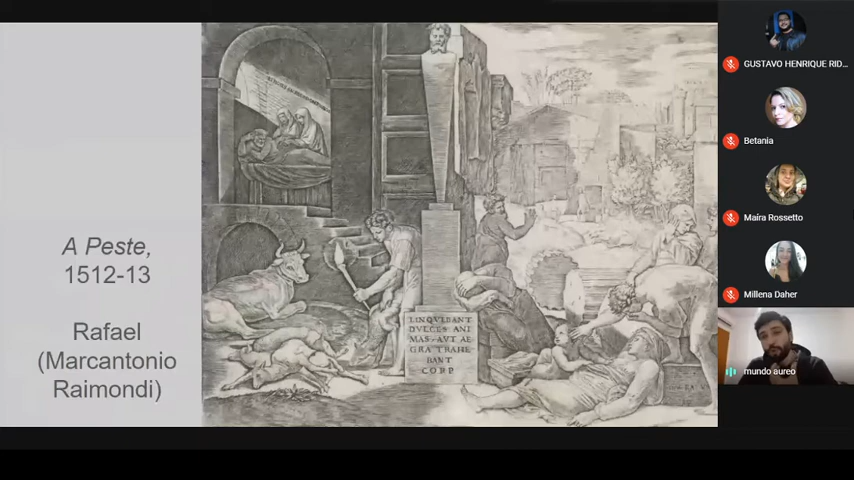 A Peste,
1512-13
Rafael
(Marcantonio
Raimondi)
LINQVEBANT
DVLCES ANI
MAS·AVT AE
GRA TRAHE
BANT
CORP
GUSTAVO HENRIQUE RID...
Betania
Maíra Rossetto
Millena Daher
mundo aureo